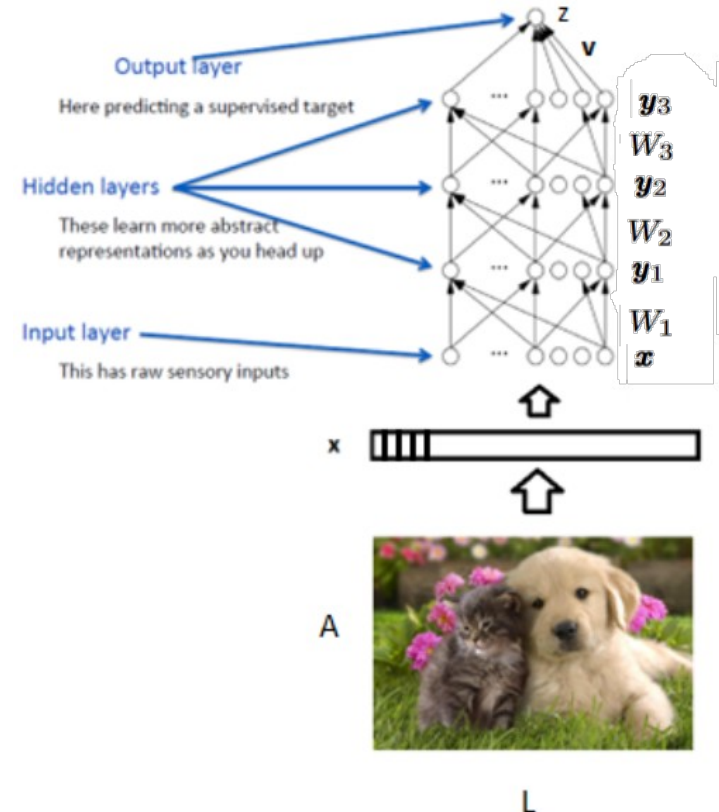 z
v
Output layer
Here predicting a supervised target
y3
W3
Hidden layers
y2
These learn more abstract
representations as you head up
W2
y1
Input layer
W1
This has raw sensory inputs
x
x
A
L